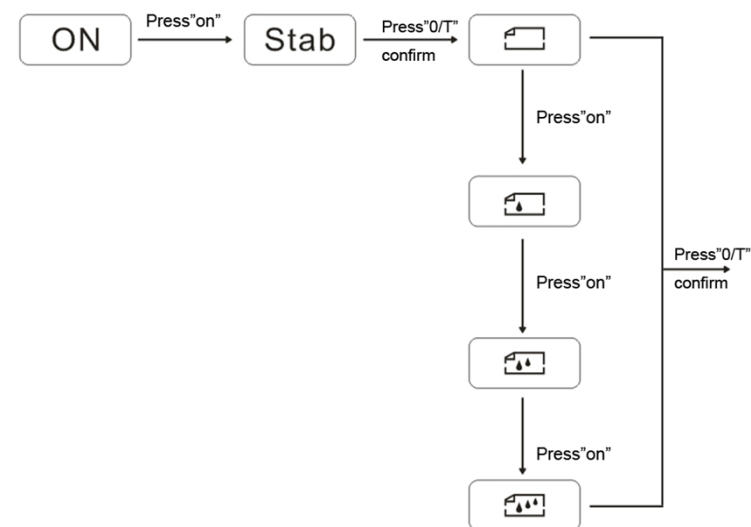 ON
Press”on”
Stab
Press”0/T”
confirm
Press”on”
Press”on”
Press”on”
Press”0/T”
confirm